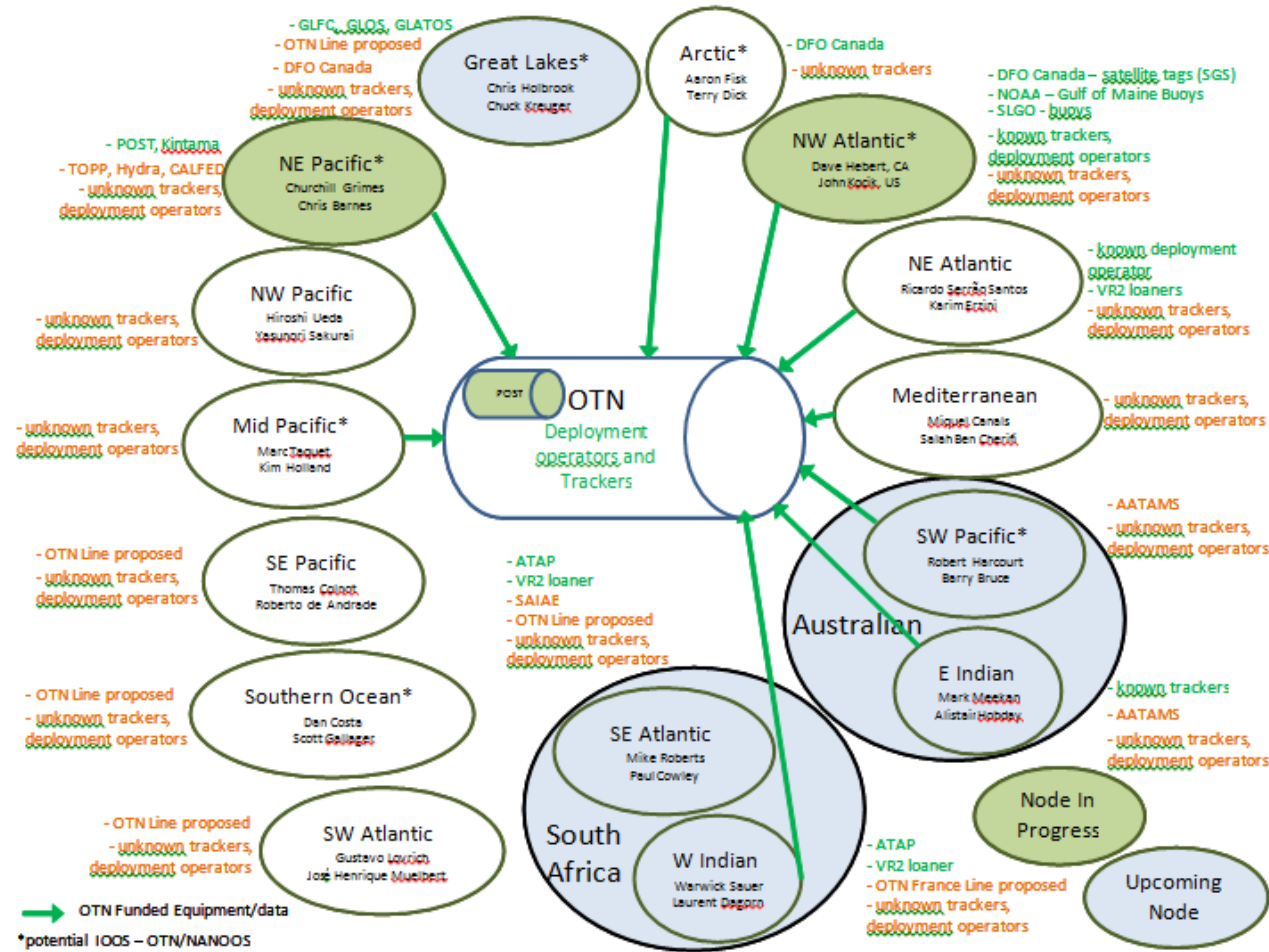 - GLFC, GLOS, GLATOS
- OTN Line proposed
- DFO Canada
- unknown trackers,
deployment operators
Great Lakes*
Chris Holbrook
Chuck Kreuger
Arctic*
Aaron Fisk
Terry Dick
- DFO Canada
- unknown trackers
- DFO Canada – satellite tags (SGS)
- NOAA – Gulf of Maine Buoys
- SLGO - buoys
- known trackers,
deployment operators
- unknown trackers,
deployment operators
NW Atlantic*
Dave Hebert, CA
John Kocik, US
- POST, Kintama
- TOPP, Hydra, CALFED
- unknown trackers,
deployment operators
NE Pacific*
Churchill Grimes
Chris Barnes
NE Atlantic
Ricardo Serrão Santos
Karim Erzini
- known deployment
operator
- VR2 loaners
- unknown trackers,
deployment operators
- unknown trackers,
deployment operators
NW Pacific
Hiroshi Ueda
Yasunori Sakurai
POST
OTN
Deployment
operators and
Trackers
Mediterranean
Miquel Canals
Salah Ben Cherifi
- unknown trackers,
deployment operators
- unknown trackers,
deployment operators
Mid Pacific*
Marc Taquet
Kim Holland
Australian
SW Pacific*
Robert Harcourt
Barry Bruce
- AATAMS
- unknown trackers,
deployment operators
- OTN Line proposed
- unknown trackers,
deployment operators
SE Pacific
Thomas
Roberto de Andrade
- ATAP
- VR2 loaner
- SAIAE
- OTN Line proposed
- unknown trackers,
deployment operators
E Indian
Mark Meekan
Alistair Hobday
- known trackers
- AATAMS
- unknown trackers,
deployment operators
- OTN Line proposed
- unknown trackers,
deployment operators
Southern Ocean*
Dan Costa
Scott Gallager
SE Atlantic
Mike Roberts
Paul Cowley
South
Africa
W Indian
Warwick Sauer
Laurent Dagorn
- ATAP
- VR2 loaner
- OTN France Line proposed
- unknown trackers,
deployment operators
Node In
Progress
Upcoming
Node
- OTN Line proposed
- unknown trackers,
deployment operators
SW Atlantic
Gustavo Lovrich
José Henrique Muelbert
OTN Funded Equipment/data
*potential IOOS – OTN/NANOOS